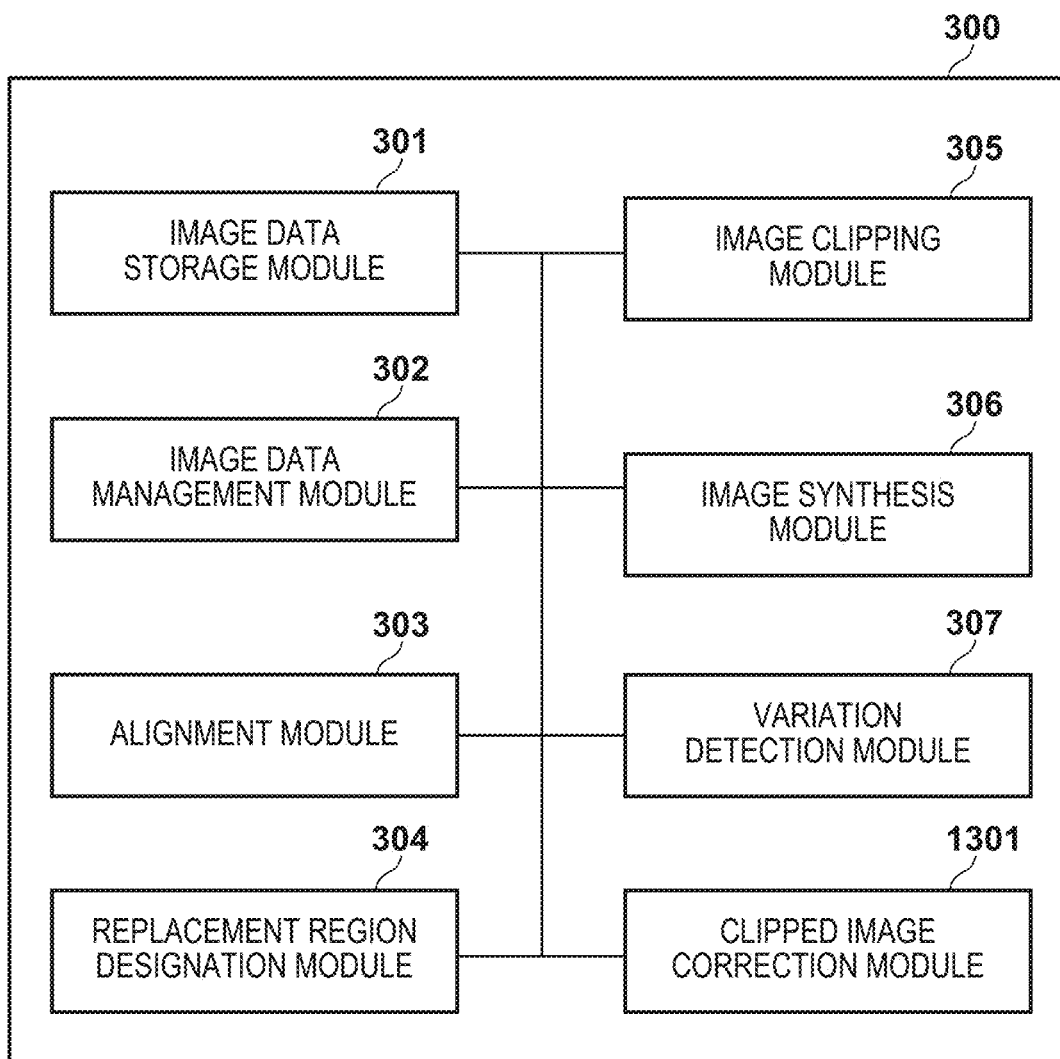 300
301
IMAGE DATA
STORAGE MODULE
302
IMAGE DATA
MANAGEMENT MODULE
303
ALIGNMENT MODULE
304
REPLACEMENT REGION
DESIGNATION MODULE
305
IMAGE CLIPPING
MODULE
306
IMAGE SYNTHESIS
MODULE
307
VARIATION
DETECTION MODULE
1301
CLIPPED IMAGE
CORRECTION MODULE